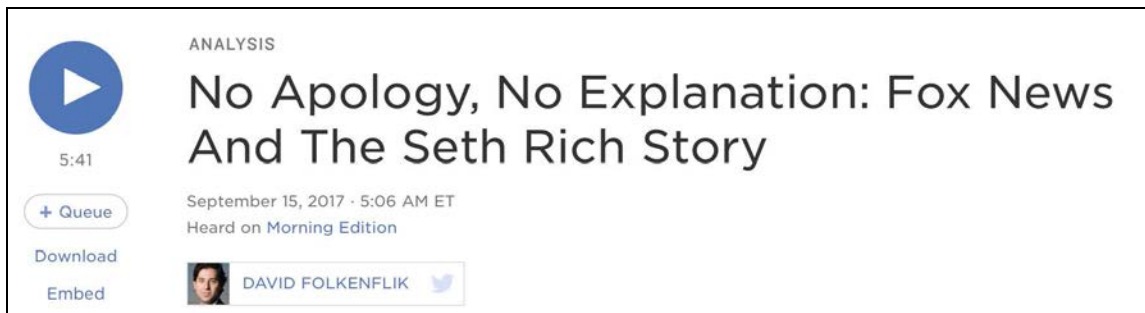 ANALYSIS
No Apology, No Explanation: Fox News
And The Seth Rich Story
5:41
September 15, 2017 · 5:06 AM ET
+ Queue
Heard on Morning Edition
Download
DAVID FOLKENFLIK
Embed